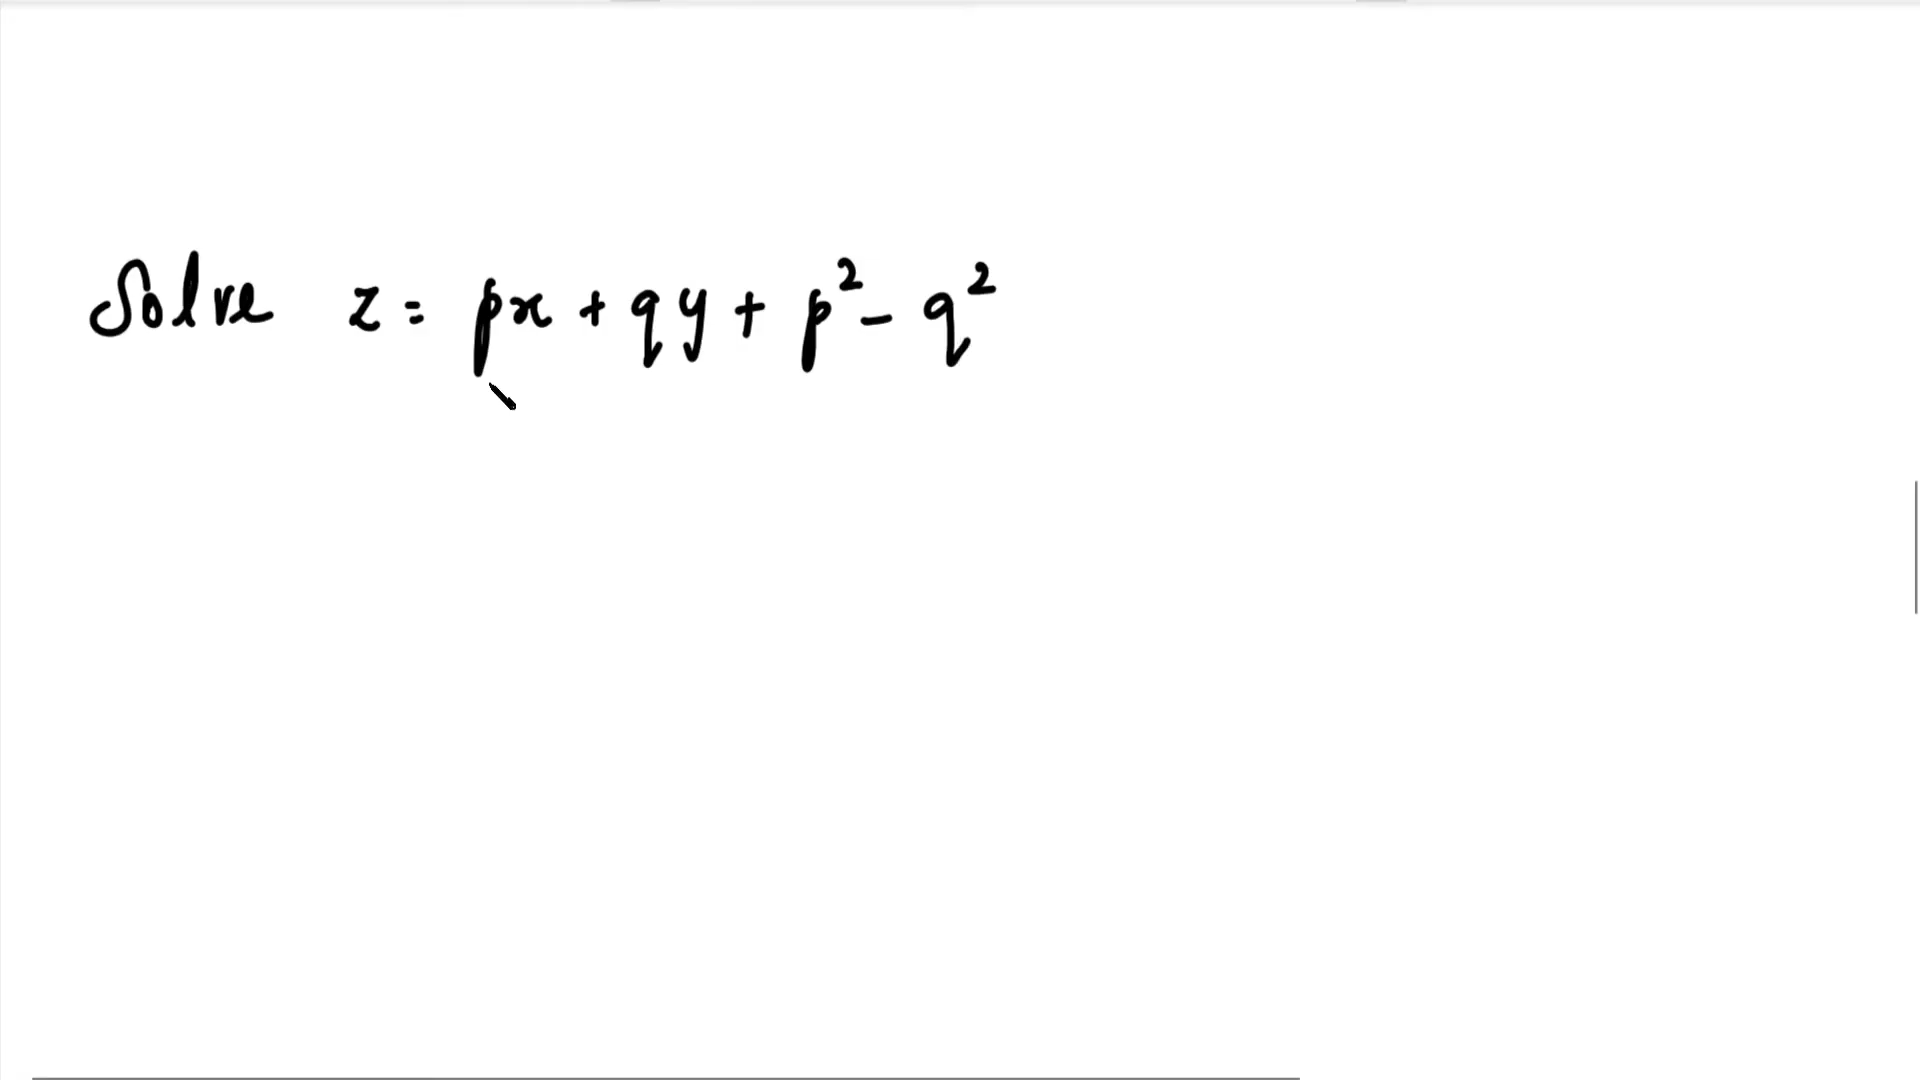 Solve z = px + qy + p² - q²